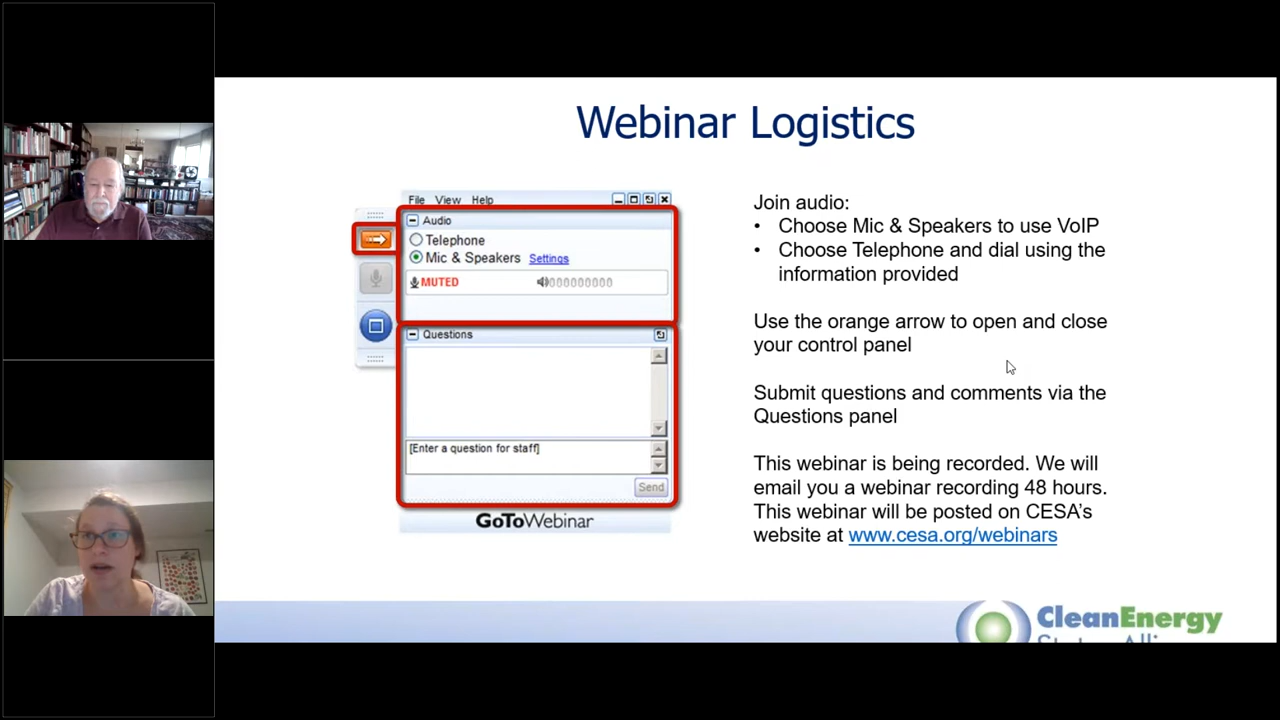 Webinar Logistics
File View Help
Audio
Telephone
Mic & Speakers Settings
MUTED
Questions
[Enter a question for staff]
Send
GoToWebinar
Join audio:
• Choose Mic & Speakers to use VoIP
• Choose Telephone and dial using the
information provided
Use the orange arrow to open and close
your control panel
Submit questions and comments via the
Questions panel
This webinar is being recorded. We will
email you a webinar recording 48 hours.
This webinar will be posted on CESA's
website at www.cesa.org/webinars
CleanEnergy